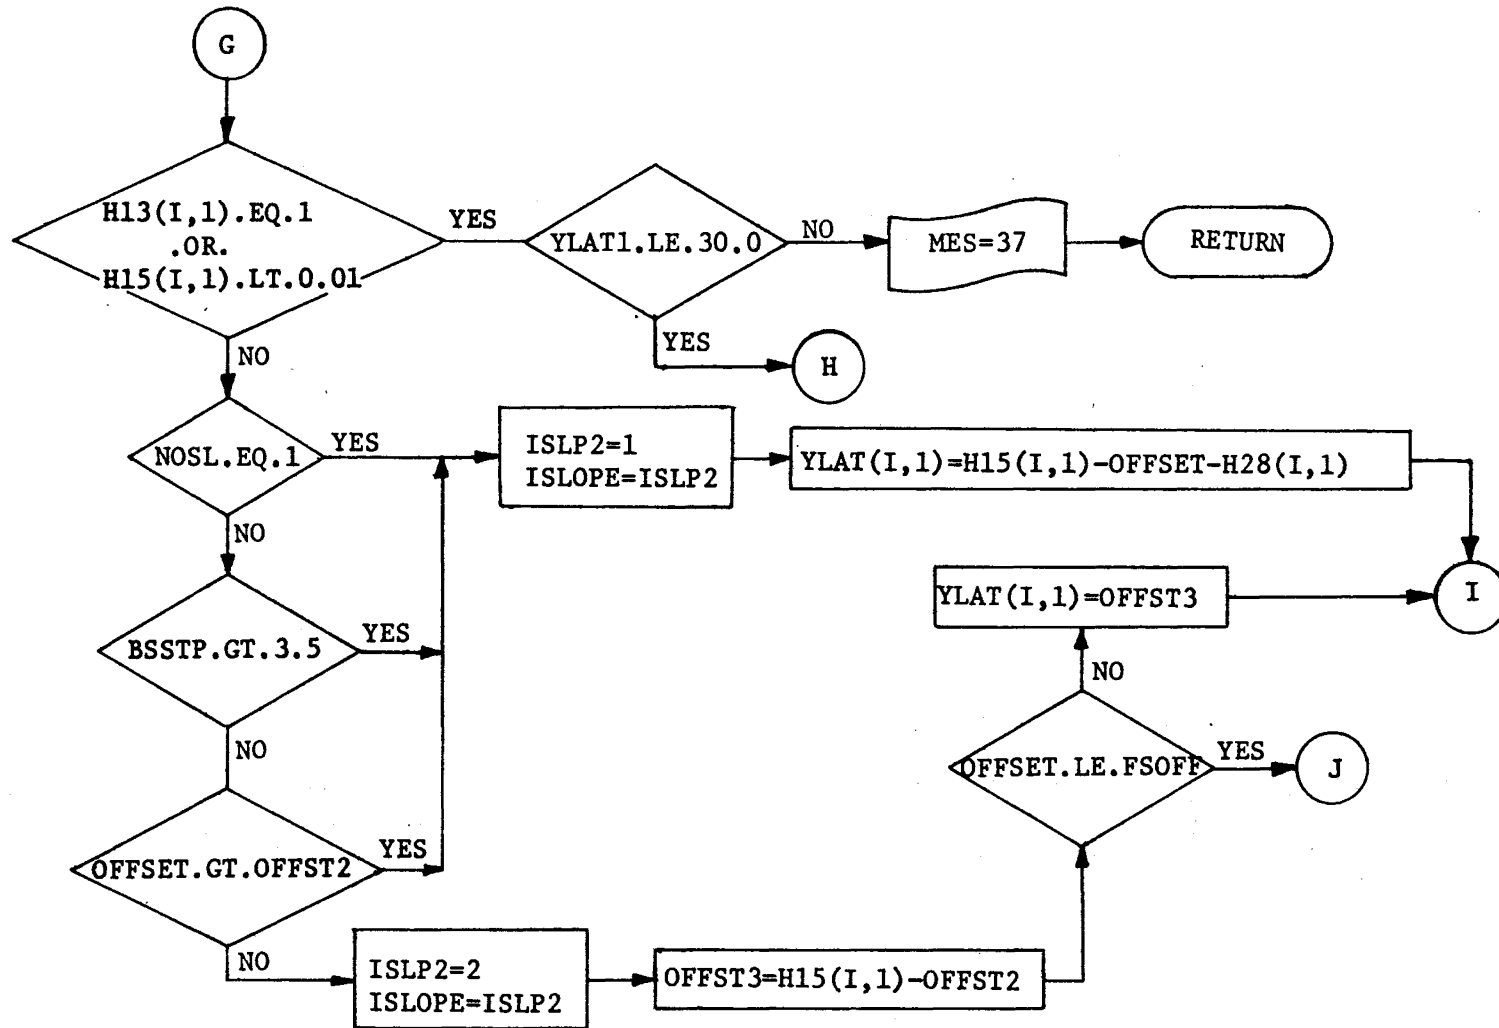 G
H13(I,1).EQ.1
.OR.
H15(I,1).LT.0.01
YES
YLAT1.LE.30.0
NO
MES=37
RETURN
YES
H
NO
NOSL.EQ.1
YES
ISLP2=1
ISLOPE=ISLP2
YLAT(I,1)=H15(I,1)-OFFSET-H28(I,1)
NO
BSSTP.GT.3.5
YES
YLAT(I,1)=OFFST3
I
NO
NO
OFFSET.LE.FSOFF
YES
J
OFFSET.GT.OFFST2
YES
NO
ISLP2=2
ISLOPE=ISLP2
OFFST3=H15(I,1)-OFFST2